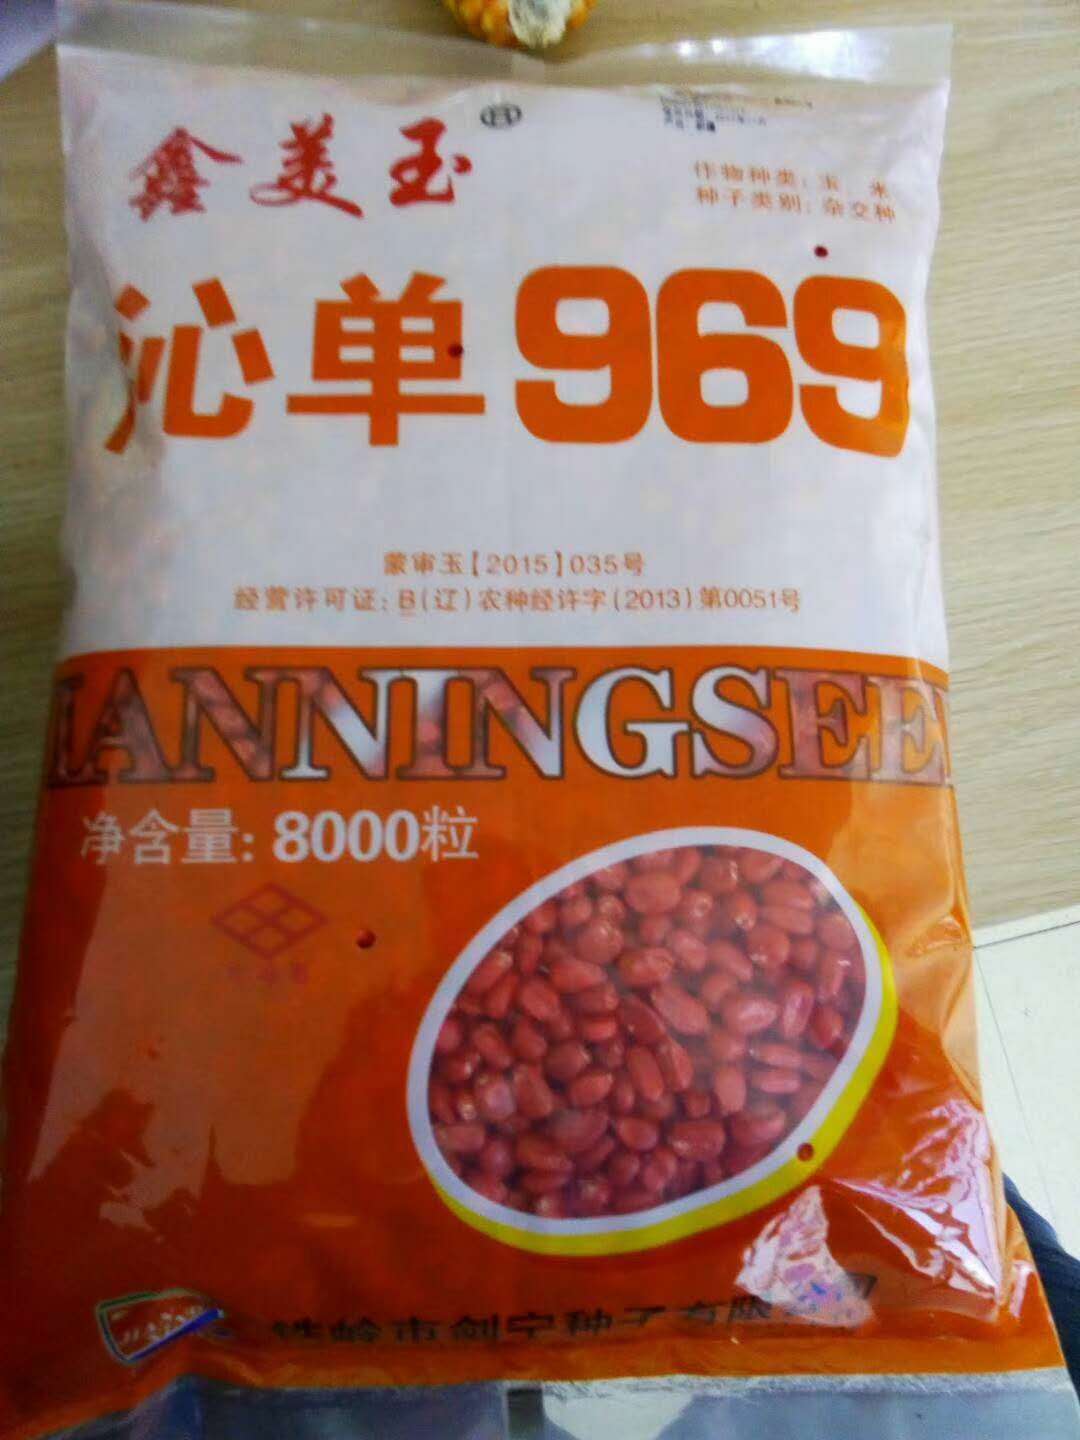 鑫美玉
作物种类：玉 米
种子类别：杂交种
沁单969
蒙审玉【2015】035号
经营许可证：B（辽）农种经许字（2013）第0051号
IANNINGSEE
净含量：8000粒
铁岭市剑宁种子有限